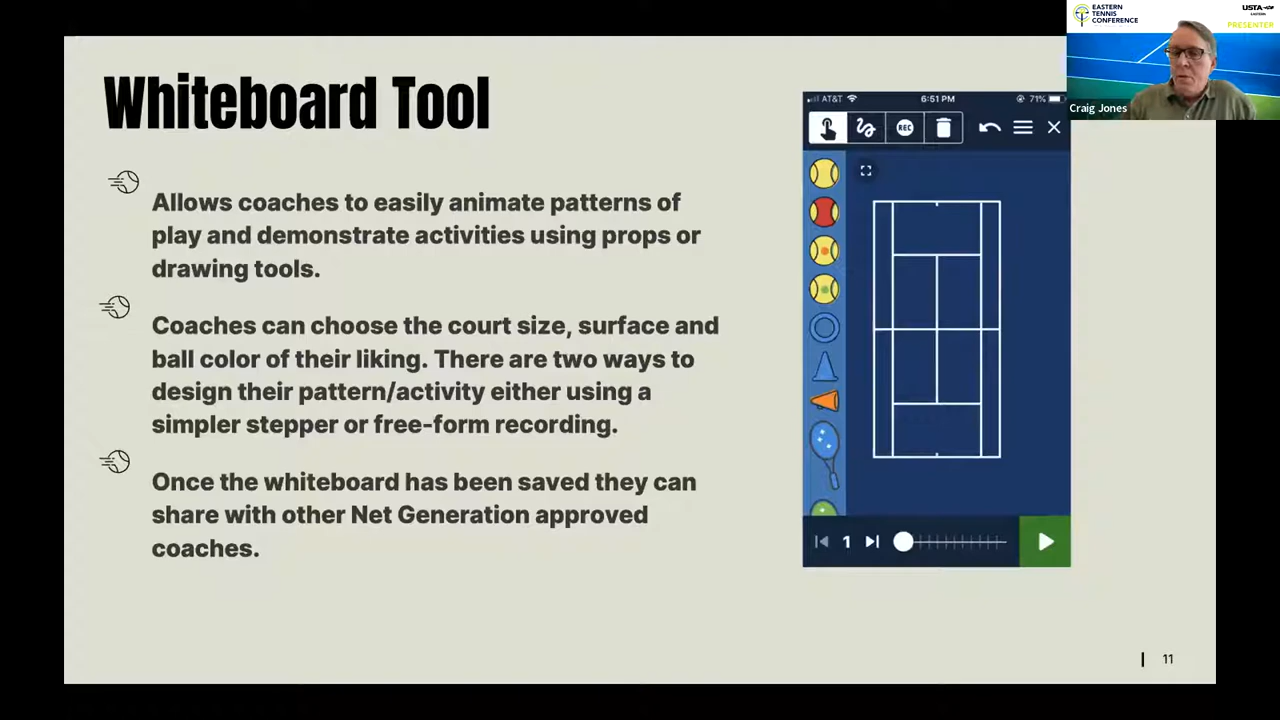 EASTERN
TENNIS
CONFERENCE
USTA
EASTERN
PRESENTER
Craig Jones
Whiteboard Tool
Allows coaches to easily animate patterns of
play and demonstrate activities using props or
drawing tools.
Coaches can choose the court size, surface and
ball color of their liking. There are two ways to
design their pattern/activity either using a
simpler stepper or free-form recording.
Once the whiteboard has been saved they can
share with other Net Generation approved
coaches.
AT&T
6:51 PM
71%
REC
1
11